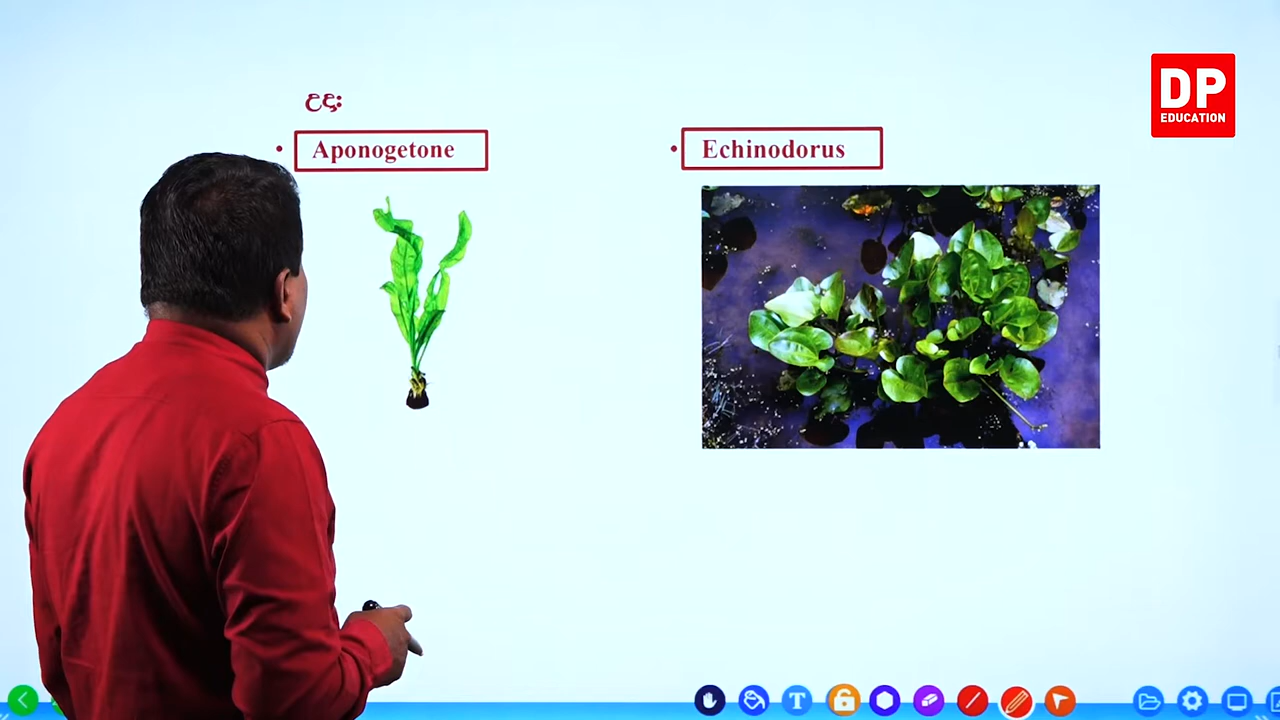 උදා:
• Aponogetone
• Echinodorus
DP
EDUCATION
T